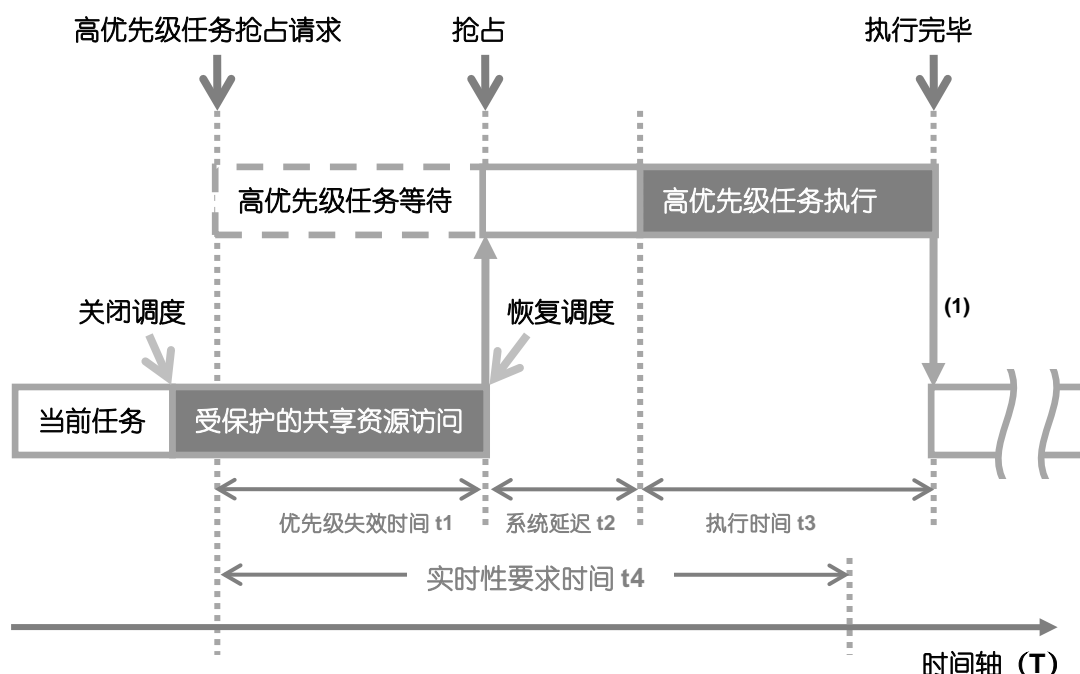 高优先级任务抢占请求
抢占
执行完毕
高优先级任务等待
高优先级任务执行
关闭调度
恢复调度
(1)
当前任务
受保护的共享资源访问
优先级失效时间 t1
系统延迟 t2
执行时间 t3
实时性要求时间 t4
时间轴（T）